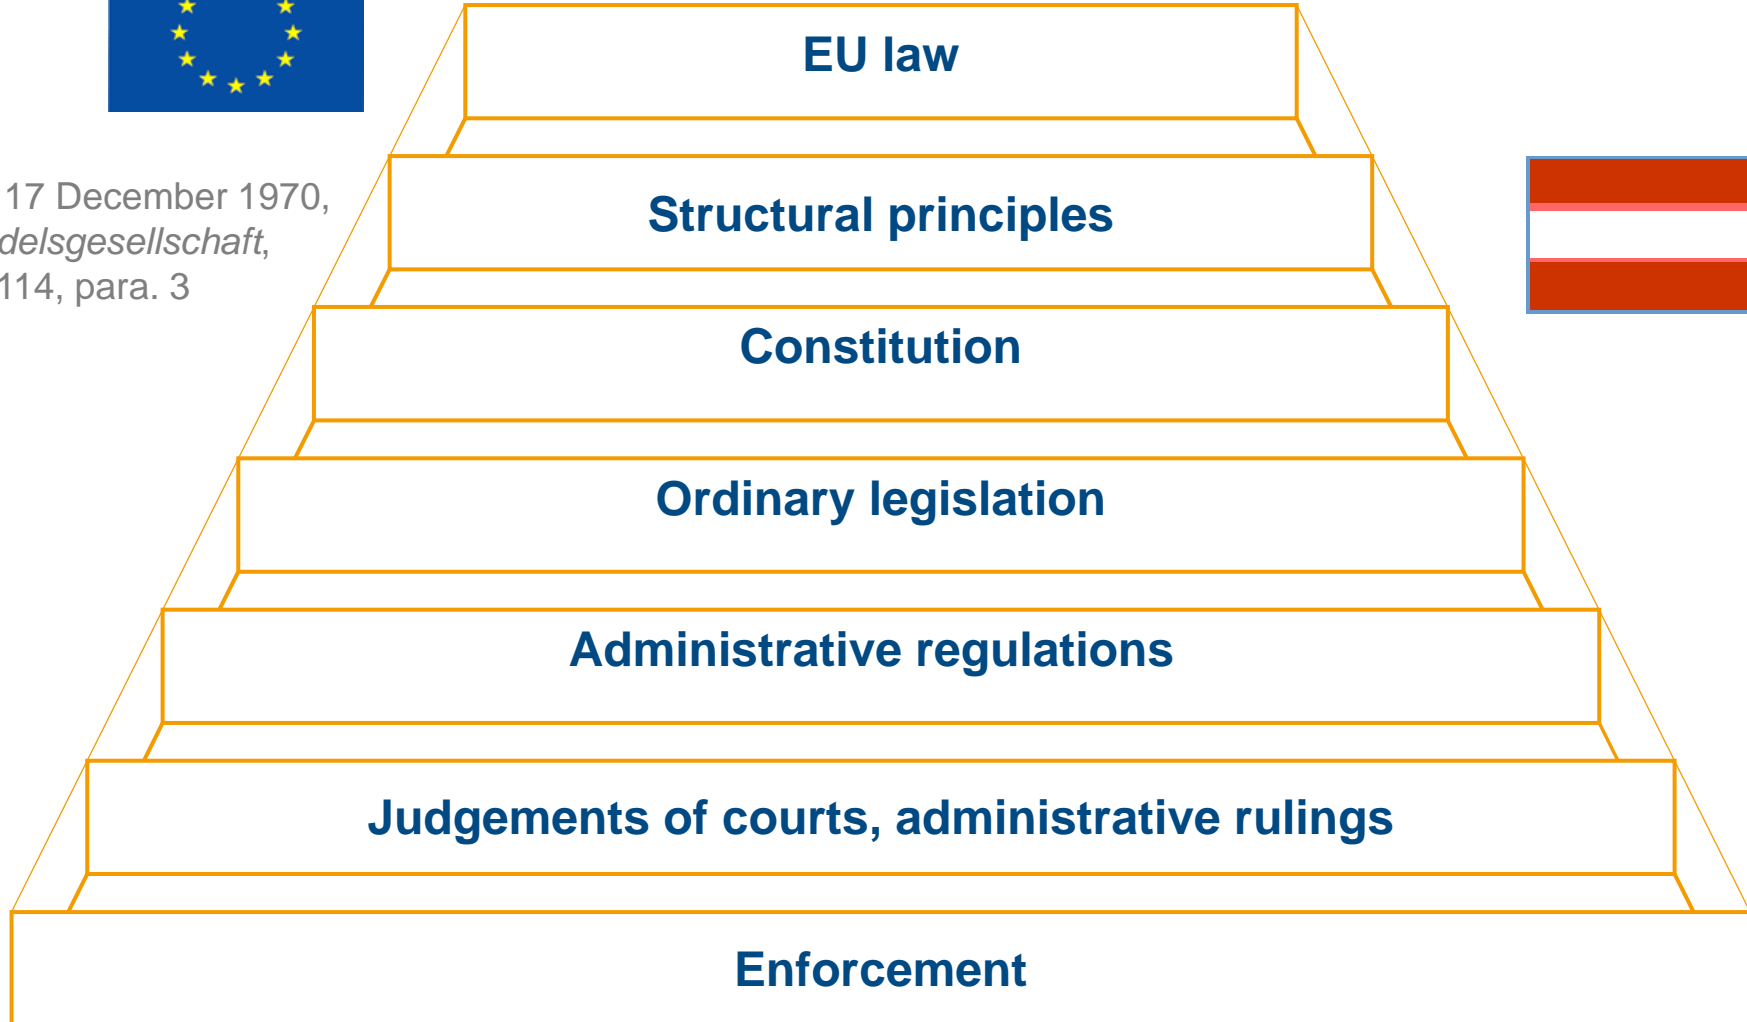 EU law
17 December 1970,
delsgesellschaft,
114, para. 3
Structural principles
Constitution
Ordinary legislation
Administrative regulations
Judgements of courts, administrative rulings
Enforcement